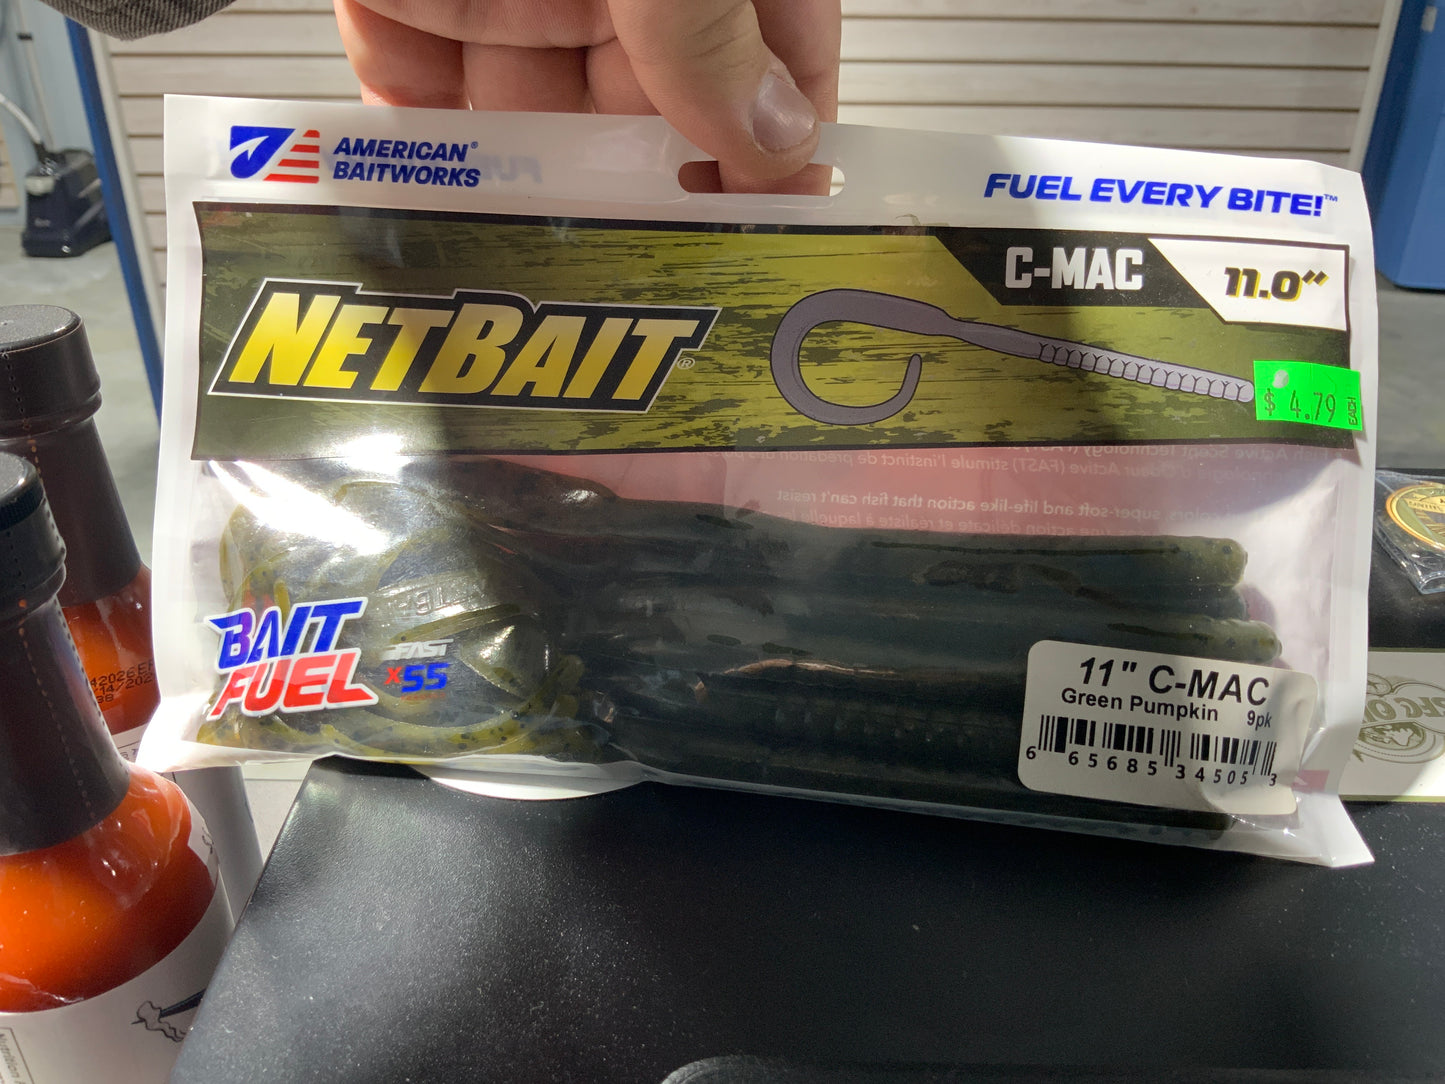 AMERICAN®
BAITWORKS
FUEL EVERY BITE!™
C-MAC
11.0"
NETBAIT®
$ 4.79 EACH
BAIT
FUEL
FAST
x55
11" C-MAC
Green Pumpkin 9pk
6 65685 34505 3